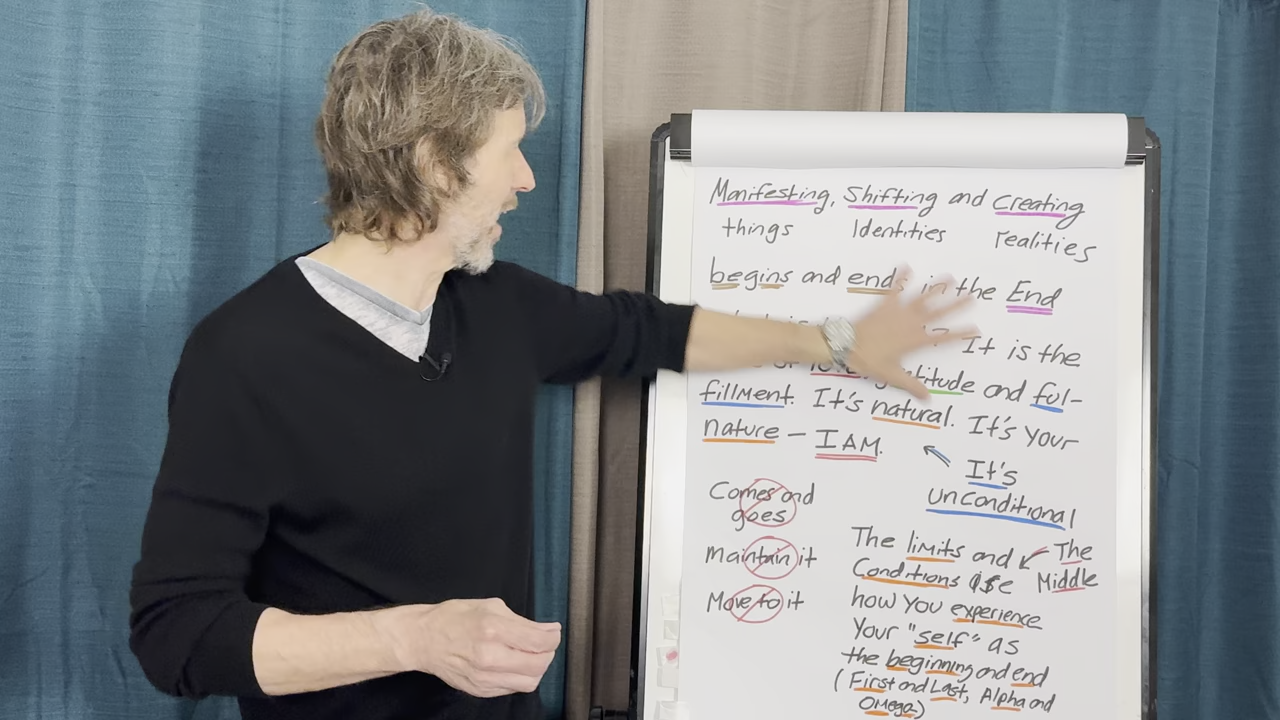 Manifesting, Shifting and Creating
things Identities realities
begins and ends in the End
It is the
titude and ful-
fillment. It's natural. It's your
nature – I AM.
It's
unconditional
Comes and
goes
Maintain it
Move to it
The limits and
Conditions are
how you experience
your "self" as
the beginning and end
(First and Last, Alpha and
Omega)
The
Middle